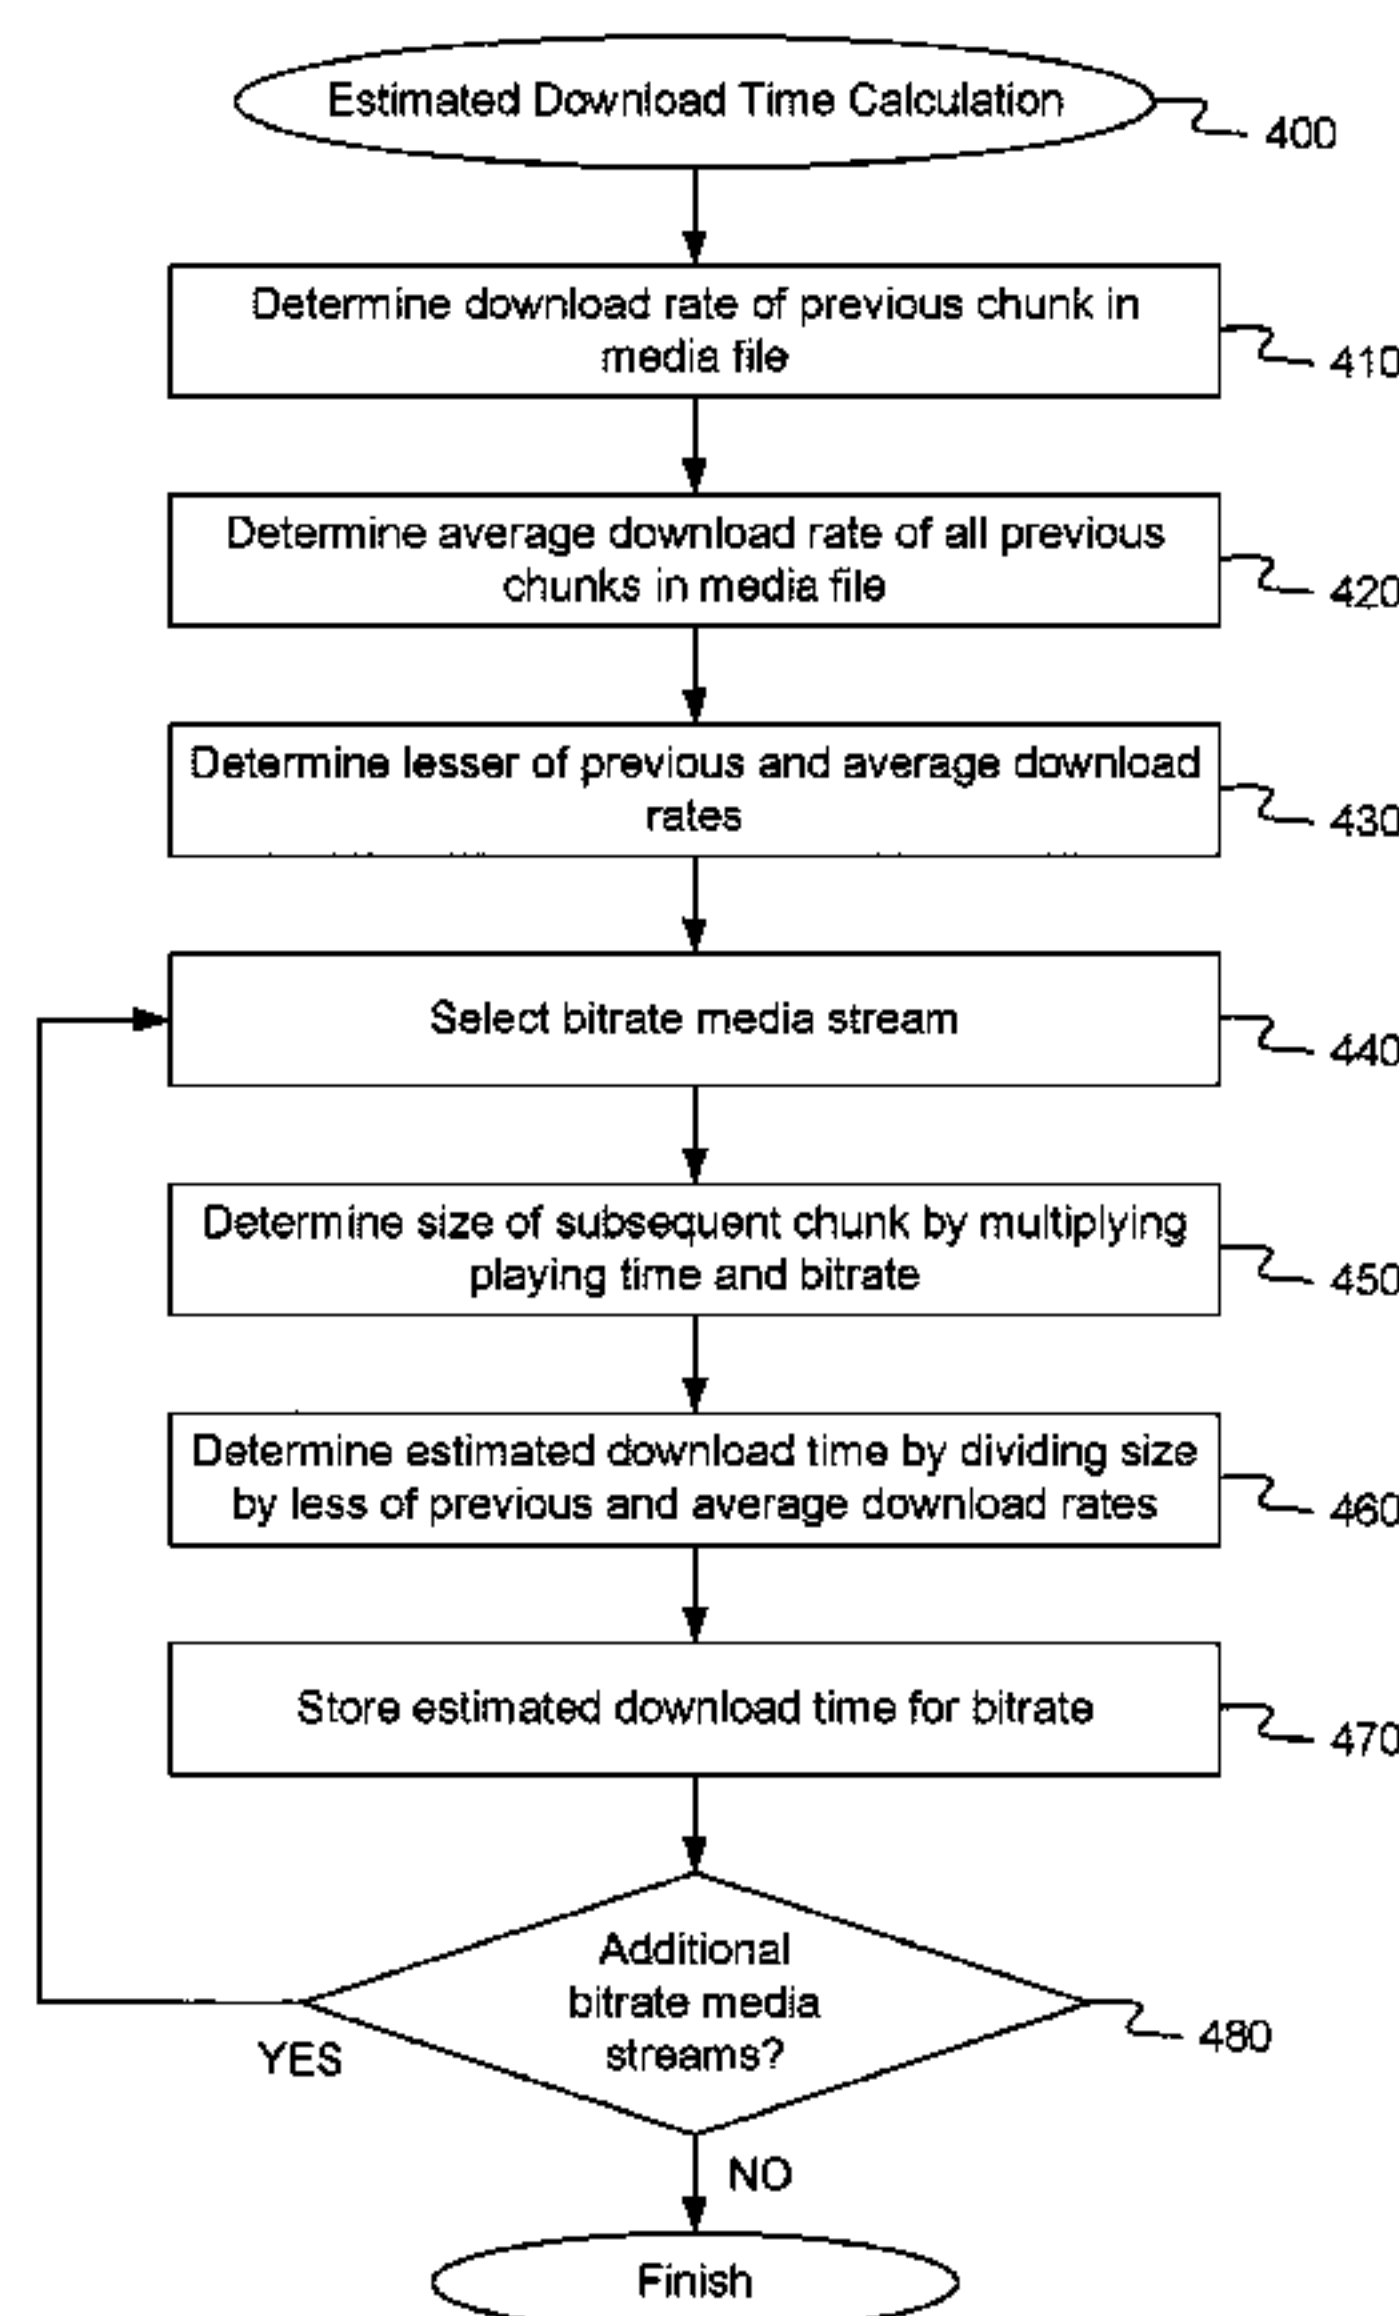 Estimated Download Time Calculation
400
Determine download rate of previous chunk in
media file
410
Determine average download rate of all previous
chunks in media file
420
Determine lesser of previous and average download
rates
430
Select bitrate media stream
440
Determine size of subsequent chunk by multiplying
playing time and bitrate
450
Determine estimated download time by dividing size
by less of previous and average download rates
460
Store estimated download time for bitrate
470
Additional
bitrate media
streams?
480
YES
NO
Finish